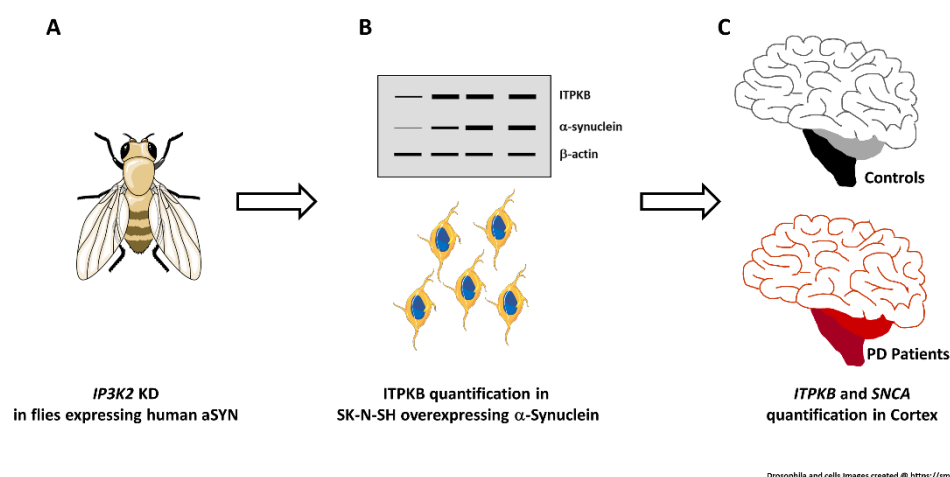 A
B
C
ITPKB
α-synuclein
β-actin
Controls
PD Patients
IP3K2 KD
in flies expressing human aSYN
ITPKB quantification in
SK-N-SH overexpressing α-Synuclein
ITPKB and SNCA
quantification in Cortex
Drosophila and cells Images created @ https://sm